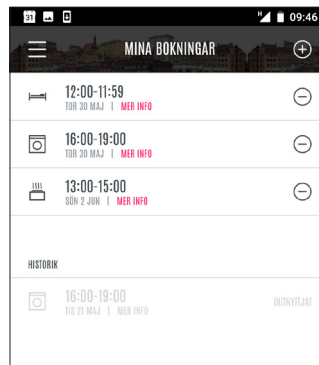 31
H 09:46
MINA BOKNINGAR
12:00-11:59
TOR 30 MAJ | MER INFO
16:00-19:00
TOR 30 MAJ | MER INFO
13:00-15:00
SÖN 2 JUN | MER INFO
HISTORIK
16:00-19:00
TIS 21 MAJ | MER INFO
OUTNYTTJAT